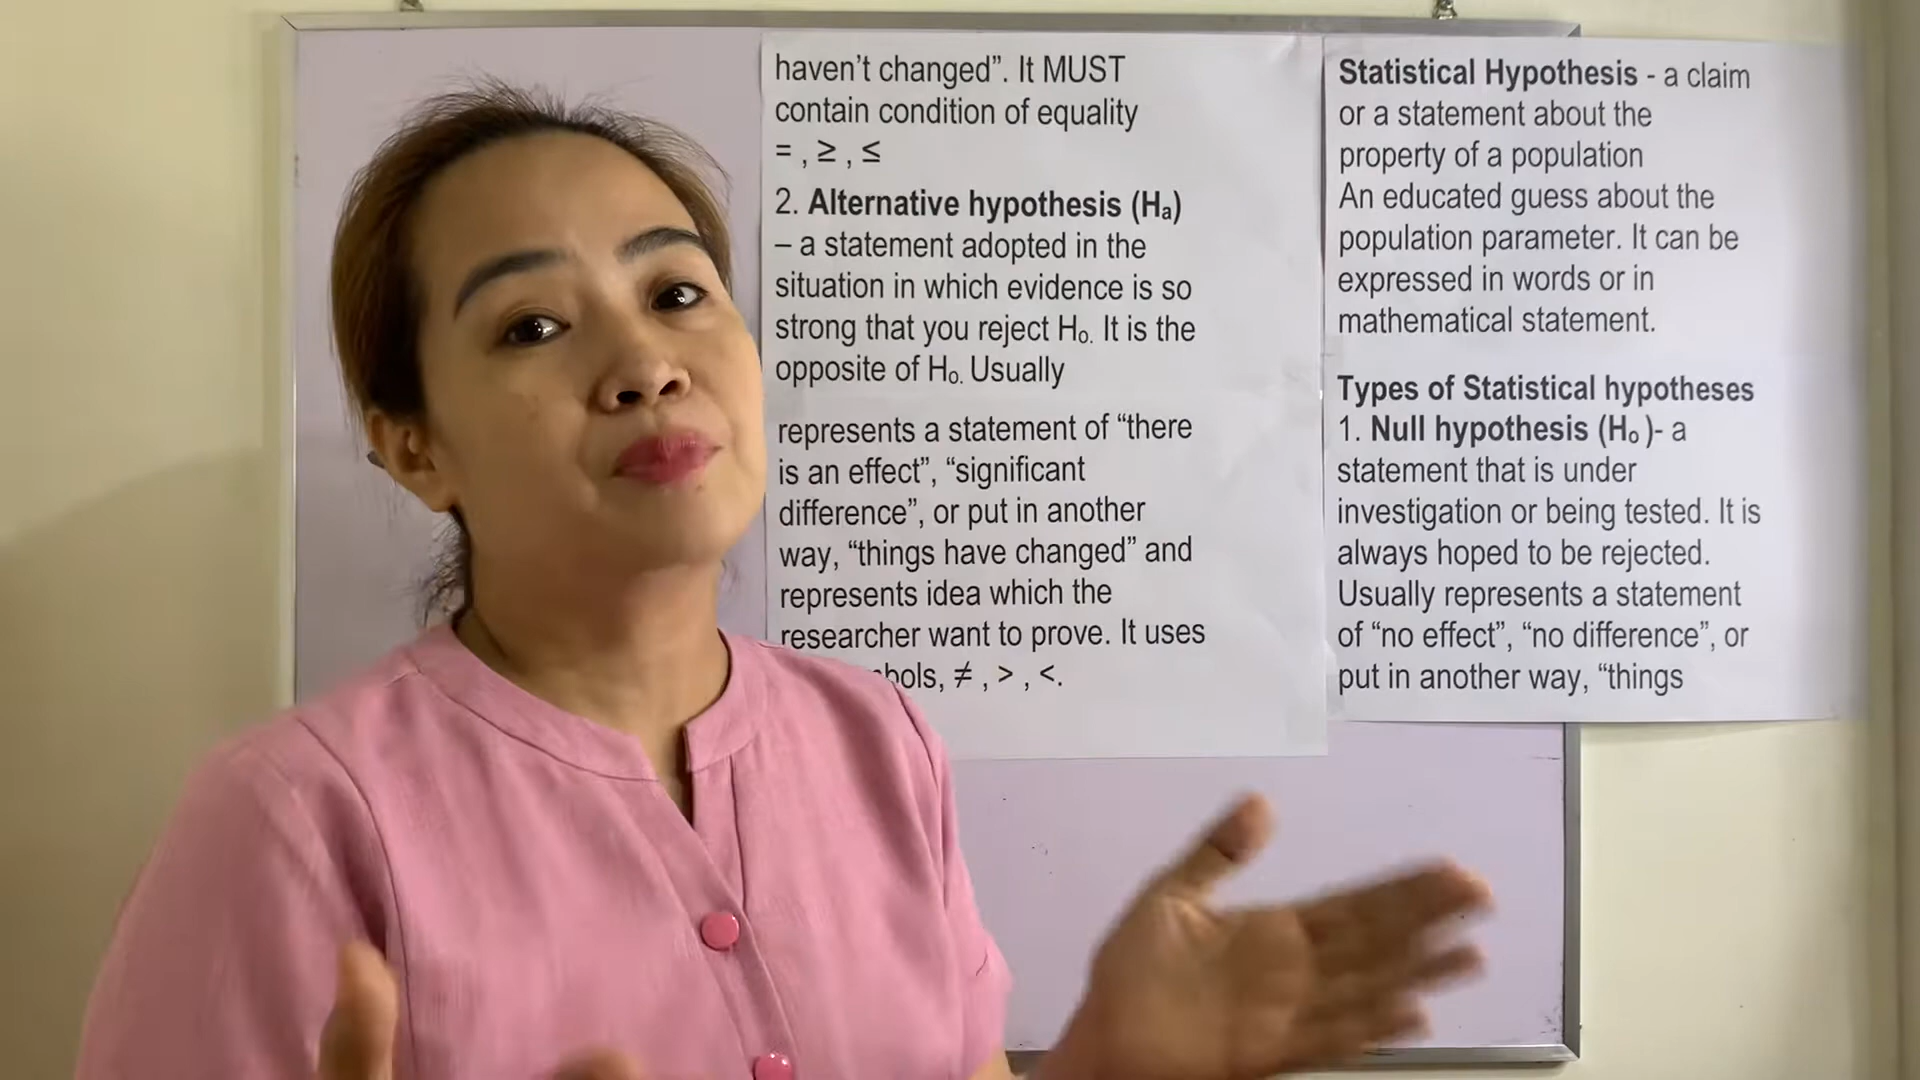 Statistical Hypothesis - a claim
or a statement about the
property of a population
An educated guess about the
population parameter. It can be
expressed in words or in
mathematical statement.
Types of Statistical hypotheses
1. Null hypothesis (Hₒ)- a
statement that is under
investigation or being tested. It is
always hoped to be rejected.
Usually represents a statement
of “no effect”, “no difference”, or
put in another way, “things
haven’t changed”. It MUST
contain condition of equality
= , ≥ , ≤
2. Alternative hypothesis (Hₐ)
– a statement adopted in the
situation in which evidence is so
strong that you reject Hₒ. It is the
opposite of Hₒ. Usually
represents a statement of “there
is an effect”, “significant
difference”, or put in another
way, “things have changed” and
represents idea which the
researcher want to prove. It uses
≠ , > , <.